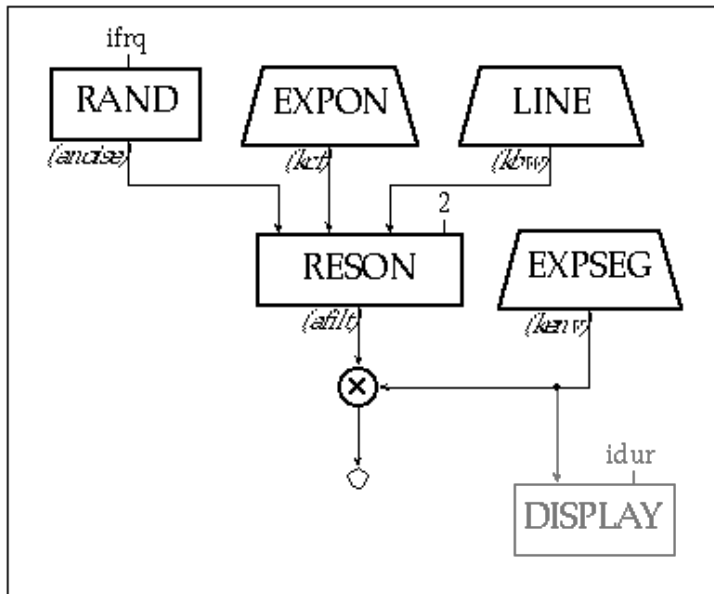 ifrq
RAND
EXPON
LINE
(anoise)
(kcf)
(kbw)
2
RESON
EXPSEG
(afilt)
(kenv)
idur
DISPLAY